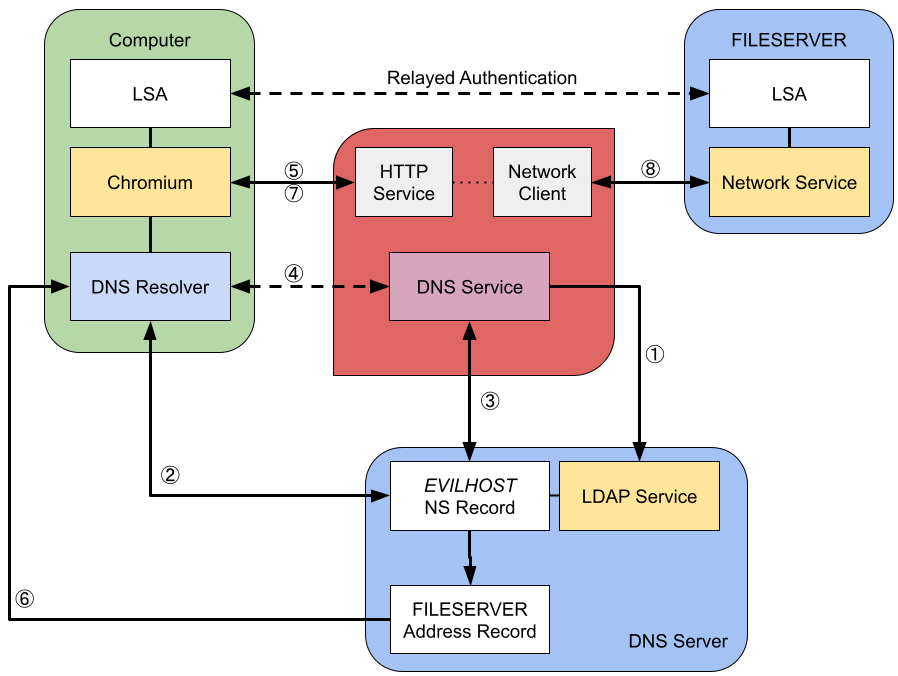 Computer
FILESERVER
LSA
Relayed Authentication
LSA
Chromium
⑤
⑦
HTTP
Service
Network
Client
⑧
Network Service
DNS Resolver
④
DNS Service
①
③
②
EVILHOST
NS Record
LDAP Service
⑥
FILESERVER
Address Record
DNS Server